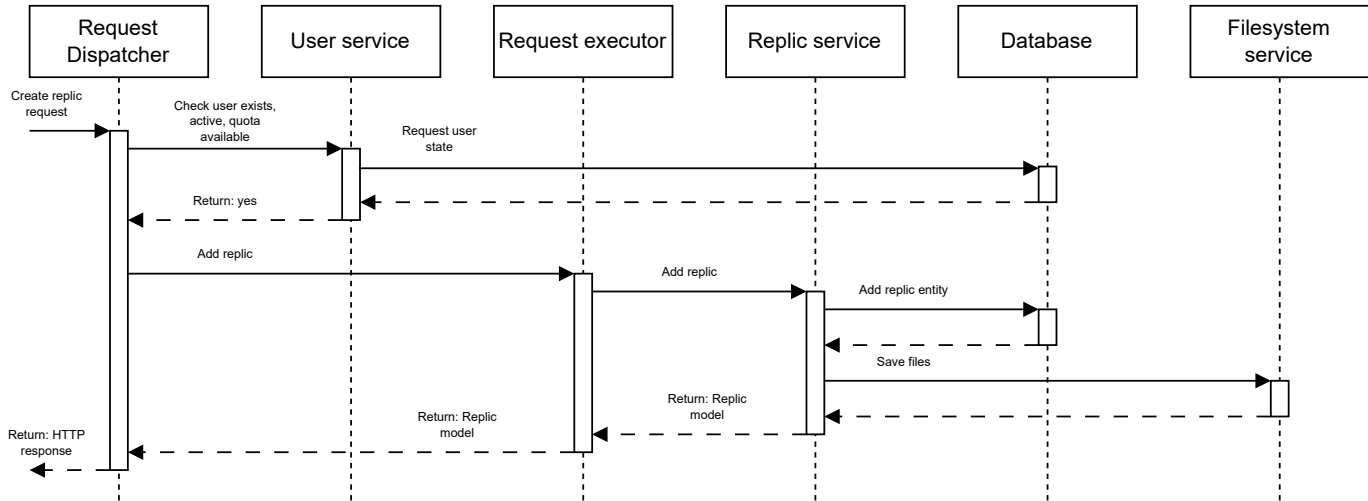 Request
Dispatcher
User service
Request executor
Replic service
Database
Filesystem
service
Create replic
request
Check user exists,
active, quota
available
Request user
state
Return: yes
Add replic
Add replic
Add replic entity
Save files
Return: Replic
model
Return: Replic
model
Return: HTTP
response